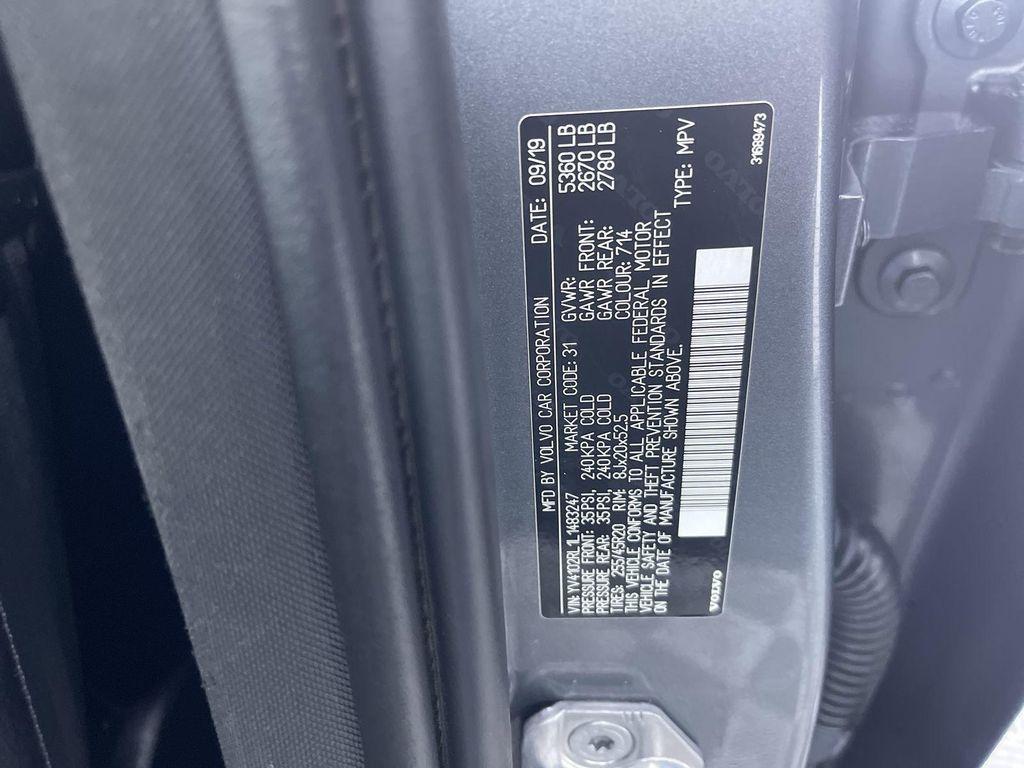 MFD BY VOLVO CAR CORPORATION DATE: 09/19
VIN: YV4102RL1L1483247 MARKET CODE: 31 GVWR: 5360 LB
PRESSURE FRONT: 35PSI, 240KPA COLD GAWR FRONT: 2670 LB
PRESSURE REAR: 35PSI, 240KPA COLD GAWR REAR: 2780 LB
TIRES: 255/45R20 RIM: 8Jx20x52.5 COLOUR: 714
THIS VEHICLE CONFORMS TO ALL APPLICABLE FEDERAL MOTOR
VEHICLE SAFETY AND THEFT PREVENTION STANDARDS IN EFFECT
ON THE DATE OF MANUFACTURE SHOWN ABOVE.
TYPE: MPV
VOLVO 31689473